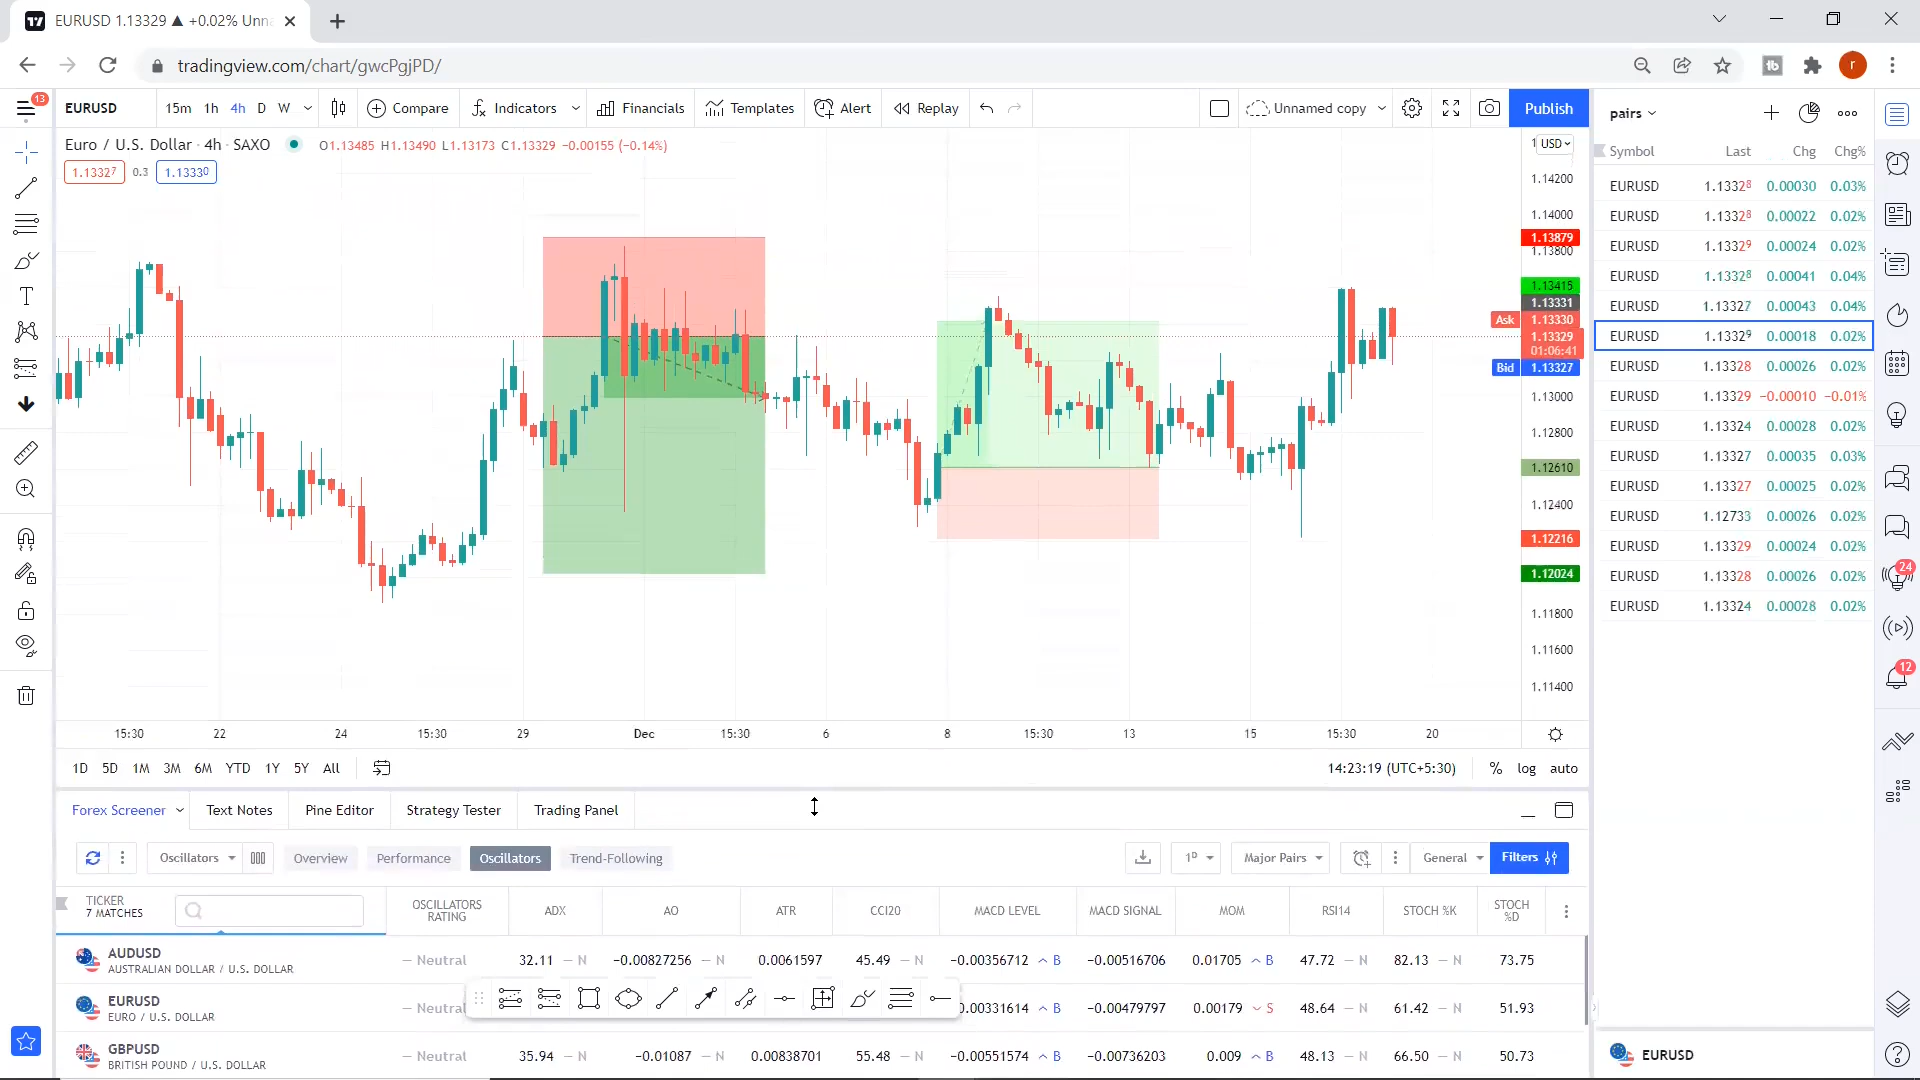 EURUSD 1.13329 ▲ +0.02% Unna
tradingview.com/chart/gwcPgjPD/
r
13
EURUSD 15m 1h 4h D W Compare Indicators Financials Templates Alert Replay Unnamed copy Publish
Euro / U.S. Dollar · 4h · SAXO O1.13485 H1.13490 L1.13173 C1.13329 −0.00155 (−0.14%)
1.13327 0.3 1.13330
USD
1.14200
1.14000
1.13879
1.13800
1.13415
1.13331
Ask 1.13330
1.13329
01:06:41
Bid 1.13327
1.13000
1.12800
1.12610
1.12400
1.12216
1.12024
1.11800
1.11600
1.11400
15:30 22 24 15:30 29 Dec 15:30 6 8 15:30 13 15 15:30 20
1D 5D 1M 3M 6M YTD 1Y 5Y All 14:23:19 (UTC+5:30) % log auto
Forex Screener Text Notes Pine Editor Strategy Tester Trading Panel
Oscillators Overview Performance Oscillators Trend-Following 1D Major Pairs General Filters
TICKER
7 MATCHES
OSCILLATORS
RATING
ADX AO ATR CCI20 MACD LEVEL MACD SIGNAL MOM RSI14 STOCH %K
STOCH
%D
AUDUSD
AUSTRALIAN DOLLAR / U.S. DOLLAR
— Neutral 32.11 — N −0.00827256 — N 0.0061597 45.49 — N −0.00356712 B −0.00516706 0.01705 B 47.72 — N 82.13 — N 73.75
EURUSD
EURO / U.S. DOLLAR
— Neutral 0.00331614 B −0.00479797 0.00179 S 48.64 — N 61.42 — N 51.93
GBPUSD
BRITISH POUND / U.S. DOLLAR
— Neutral 35.94 — N −0.01087 — N 0.00838701 55.48 — N −0.00551574 B −0.00736203 0.009 B 48.13 — N 66.50 — N 50.73
pairs
Symbol Last Chg Chg%
EURUSD 1.13328 0.00030 0.03%
EURUSD 1.13328 0.00022 0.02%
EURUSD 1.13329 0.00024 0.02%
EURUSD 1.13328 0.00041 0.04%
EURUSD 1.13327 0.00043 0.04%
EURUSD 1.13329 0.00018 0.02%
EURUSD 1.13328 0.00026 0.02%
EURUSD 1.13329 −0.00010 −0.01%
EURUSD 1.13324 0.00028 0.02%
EURUSD 1.13327 0.00035 0.03%
EURUSD 1.13327 0.00025 0.02%
EURUSD 1.12733 0.00026 0.02%
EURUSD 1.13329 0.00024 0.02%
EURUSD 1.13328 0.00026 0.02%
EURUSD 1.13324 0.00028 0.02%
EURUSD
24
12